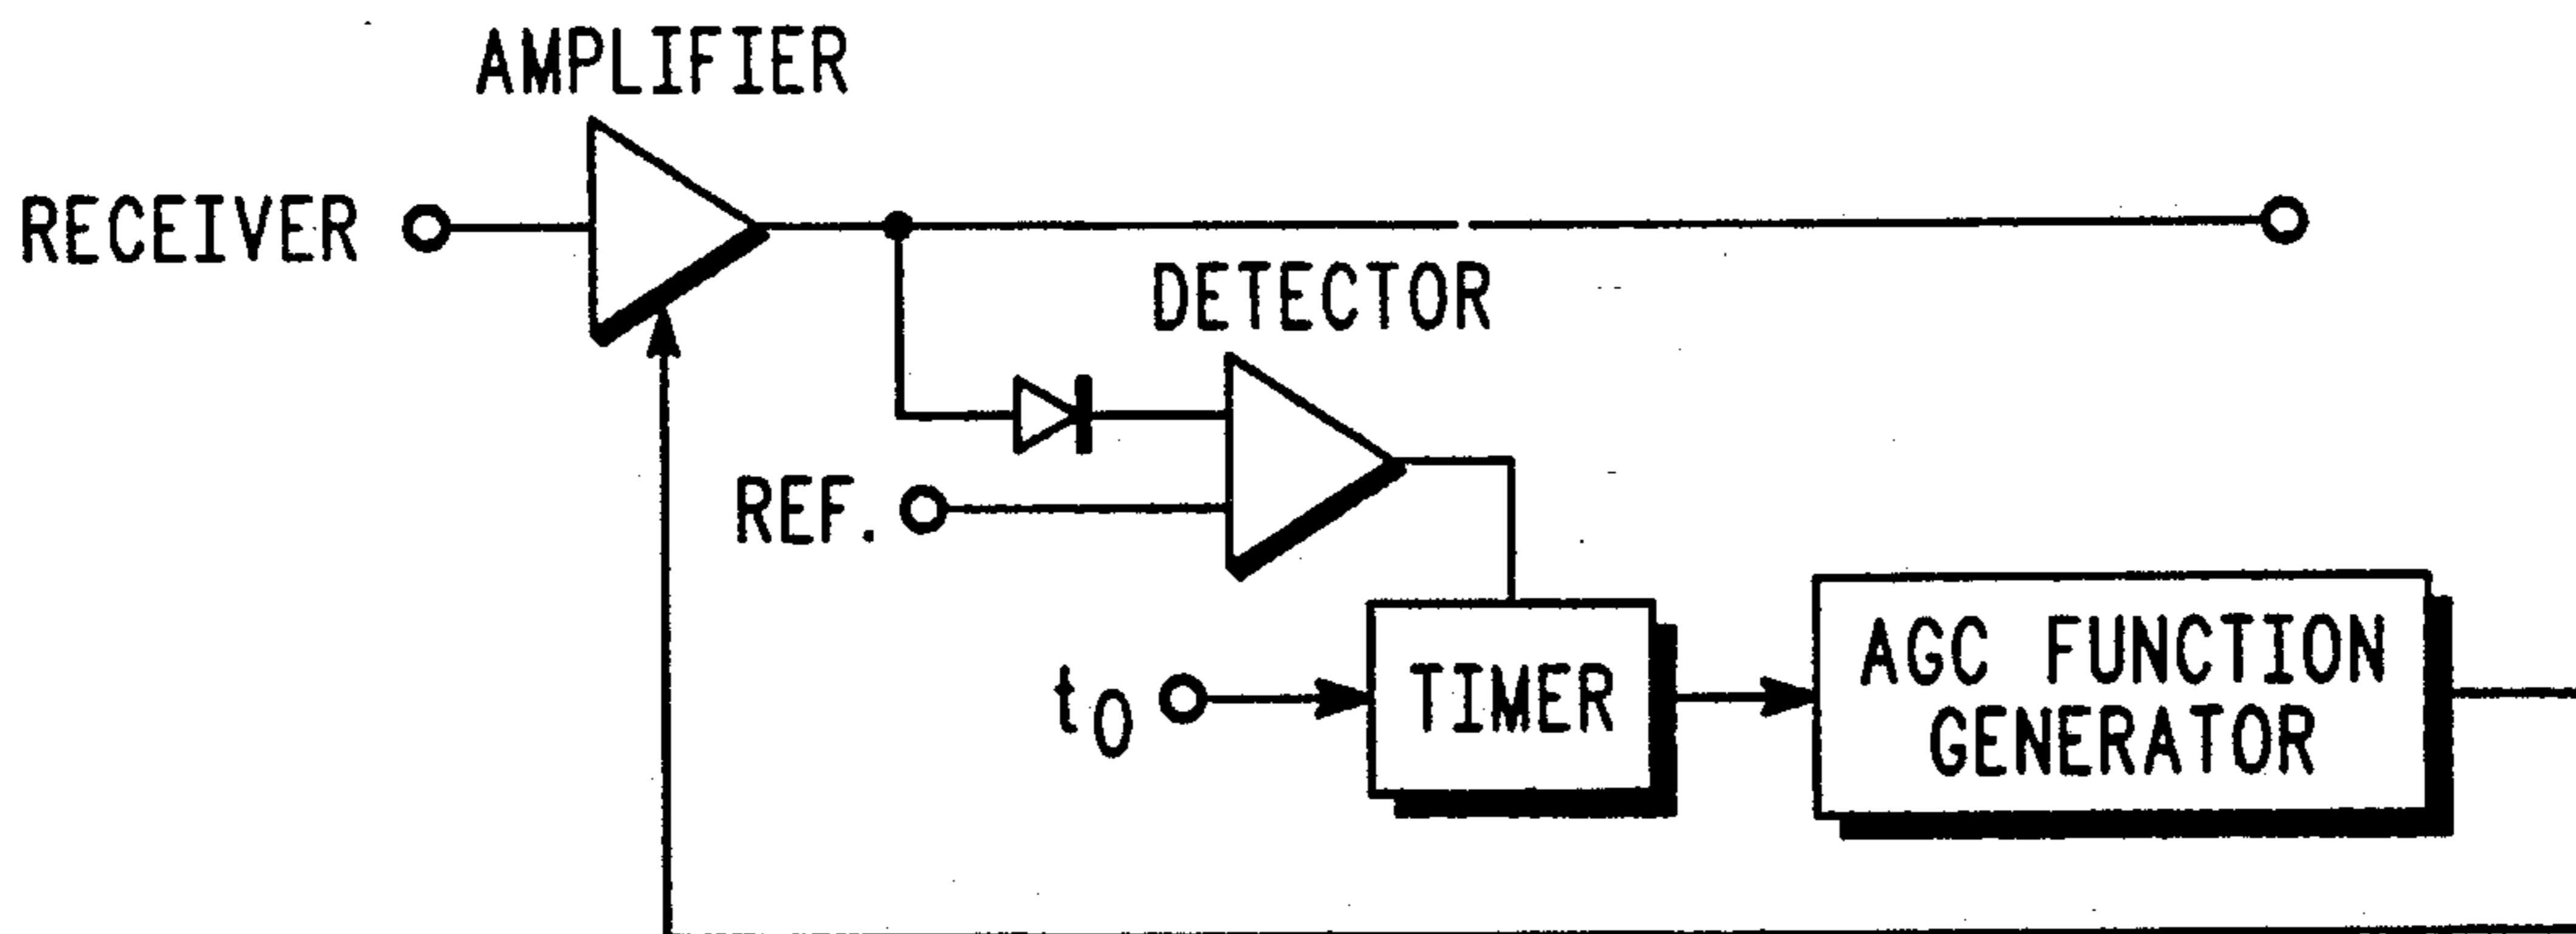 AMPLIFIER
RECEIVER
DETECTOR
REF.
t0
TIMER
AGC FUNCTION
GENERATOR